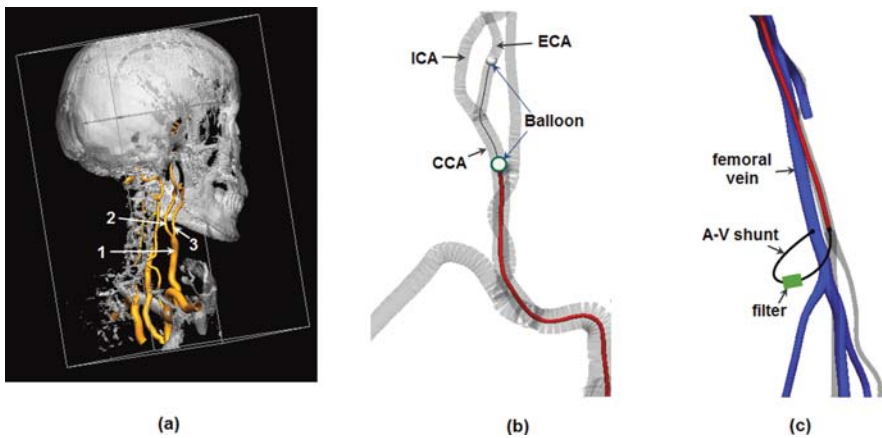 2
3
1
(a)
ICA
ECA
Balloon
CCA
(b)
femoral
vein
A-V shunt
filter
(c)